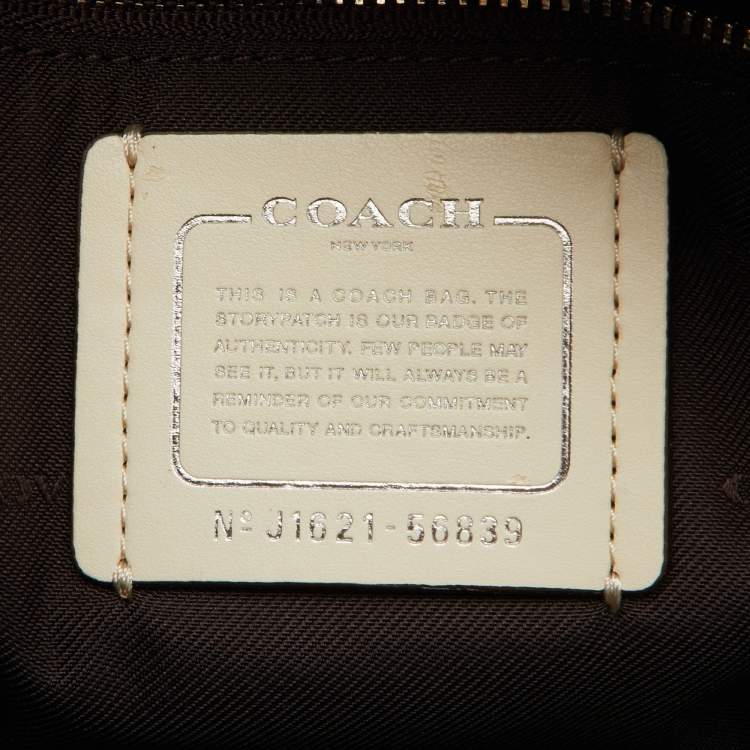 COACH
NEW YORK
THIS IS A COACH BAG. THE
STORYPATCH IS OUR BADGE OF
AUTHENTICITY. FEW PEOPLE MAY
SEE IT, BUT IT WILL ALWAYS BE A
REMINDER OF OUR COMMITMENT
TO QUALITY AND CRAFTSMANSHIP.
Nº J1621-56839